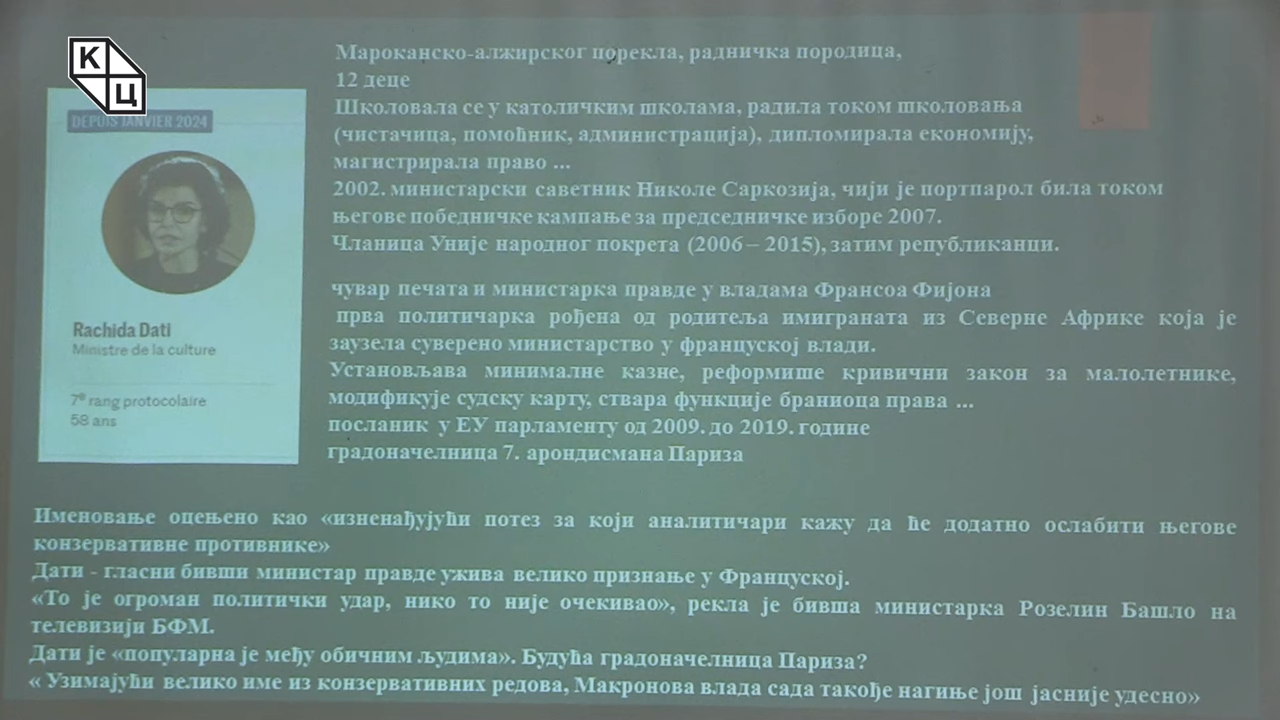 К
Ц
DEPUIS JANVIER 2024
Rachida Dati
Ministre de la culture
7e rang protocolaire
58 ans
Мароканско-алжирског порекла, радничка породица,
12 деце
Школовала се у католичким школама, радила током школовања
(чистачица, помоћник, администрација), дипломирала економију,
магистрирала право ...
2002. министарски саветник Николе Саркозија, чији је портпарол била током
његове победничке кампање за председничке изборе 2007.
Чланица Уније народног покрета (2006 – 2015), затим републиканци.
чувар печата и министарка правде у владама Франсоа Фијона
прва политичарка рођена од родитеља имиграната из Северне Африке која је
заузела суверено министарство у француској влади.
Установљава минималне казне, реформише кривични закон за малолетнике,
модификује судску карту, ствара функције браниоца права ...
посланик у ЕУ парламенту од 2009. до 2019. године
градоначелница 7. арондисмана Париза
Именовање оцењено као «изненађујући потез за који аналитичари кажу да ће додатно ослабити његове
конзервативне противнике»
Дати - гласни бивши министар правде ужива велико признање у Француској.
«То је огроман политички удар, нико то није очекивао», рекла је бивша министарка Розелин Башло на
телевизији БФМ.
Дати је «популарна је међу обичним људима». Будућа градоначелница Париза?
« Узимајући велико име из конзервативних редова, Макронова влада сада такође нагиње још јасније удесно»